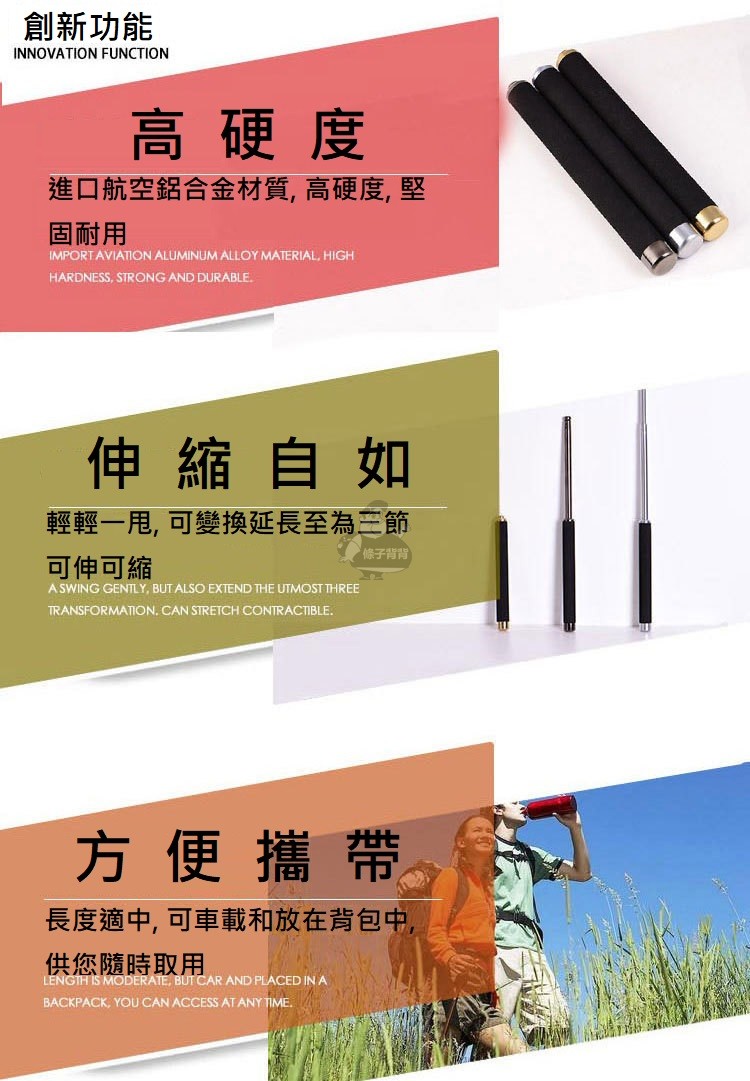 創新功能
INNOVATION FUNCTION
高硬度
進口航空鋁合金材質, 高硬度, 堅
固耐用
IMPORT AVIATION ALUMINUM ALLOY MATERIAL, HIGH
HARDNESS, STRONG AND DURABLE.
伸縮自如
輕輕一甩, 可變換延長至為三節
可伸可縮
A SWING GENTLY, BUT ALSO EXTEND THE UTMOST THREE
TRANSFORMATION. CAN STRETCH CONTRACTIBLE.
條子背背
方便攜帶
長度適中, 可車載和放在背包中,
供您隨時取用
LENGTH IS MODERATE, BUT CAR AND PLACED IN A
BACKPACK, YOU CAN ACCESS AT ANY TIME.